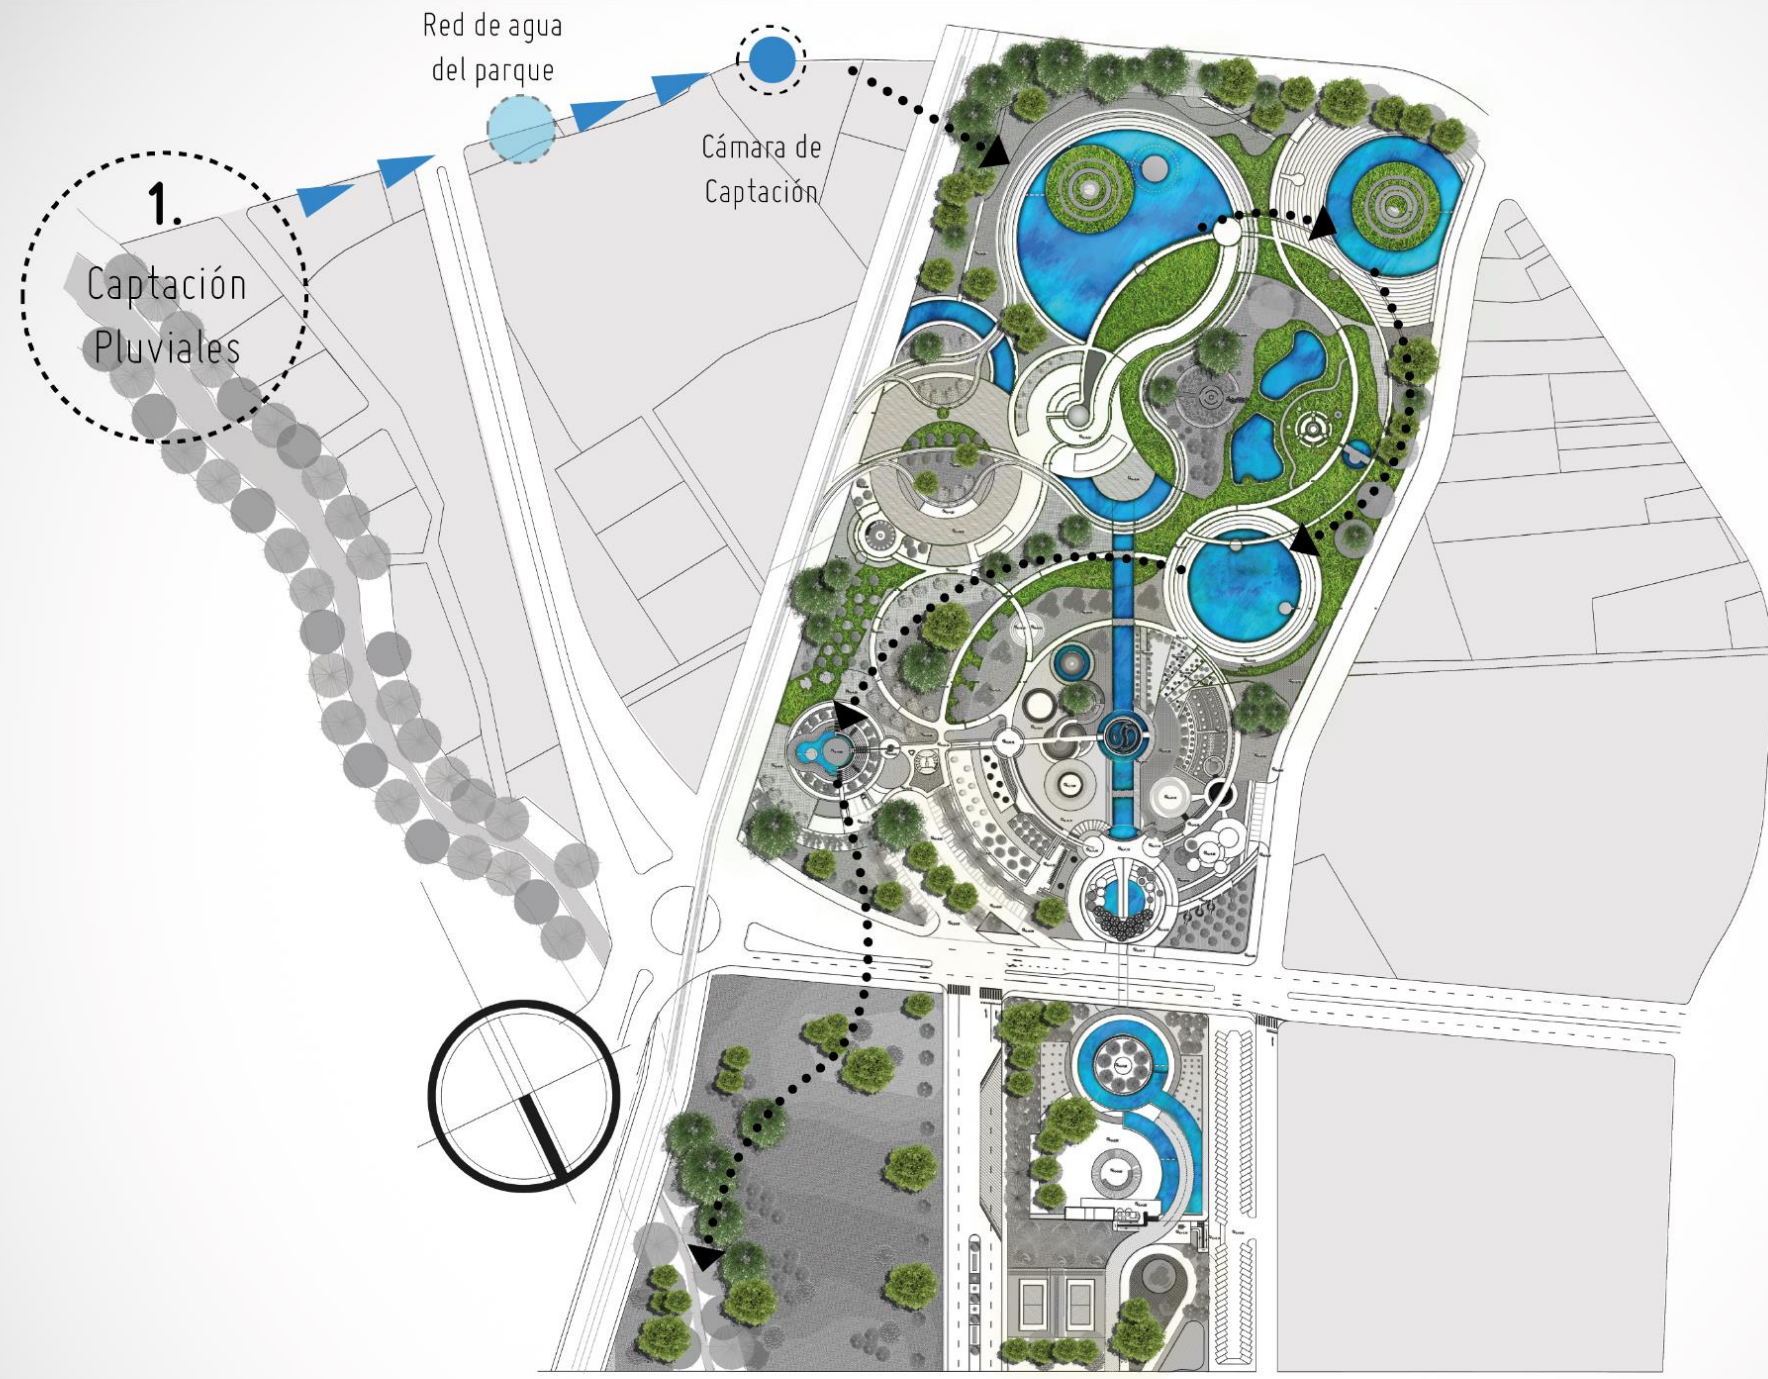 Red de agua
del parque
Cámara de
Captación
1.
Captación
Pluviales